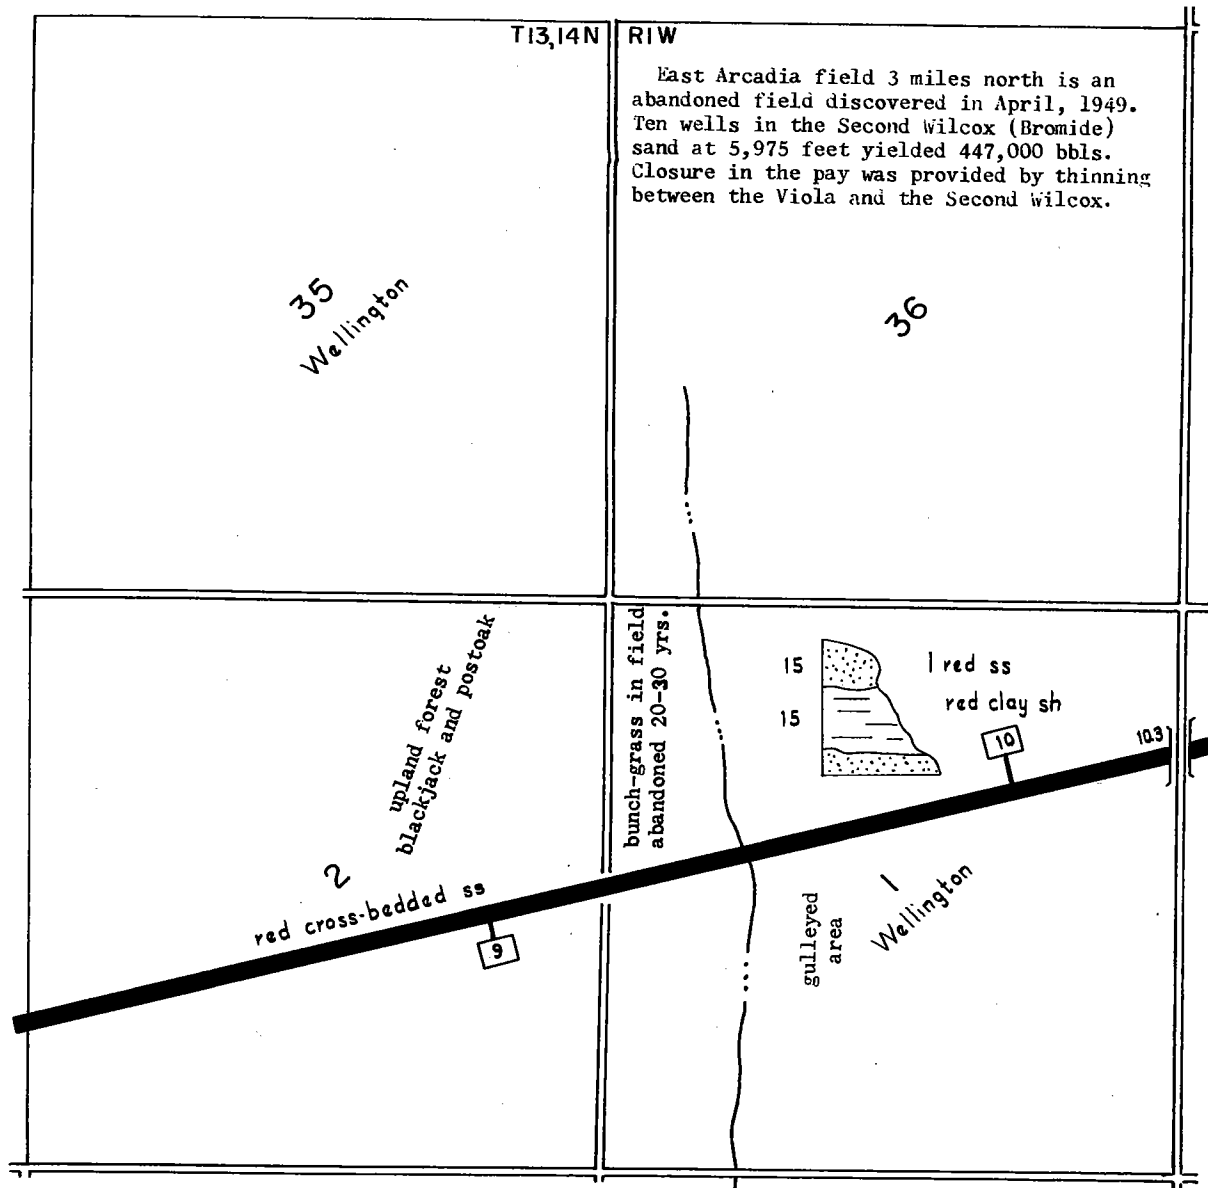 T13,14N R1W
East Arcadia field 3 miles north is an
abandoned field discovered in April, 1949.
Ten wells in the Second Wilcox (Bromide)
sand at 5,975 feet yielded 447,000 bbls.
Closure in the pay was provided by thinning
between the Viola and the Second Wilcox.
35
Wellington
36
upland forest
blackjack and postoak
bunch-grass in field
abandoned 20-30 yrs.
15
1 red ss
15
red clay sh
10
10.3
2
red cross-bedded ss
9
gulleyed
area
1
Wellington